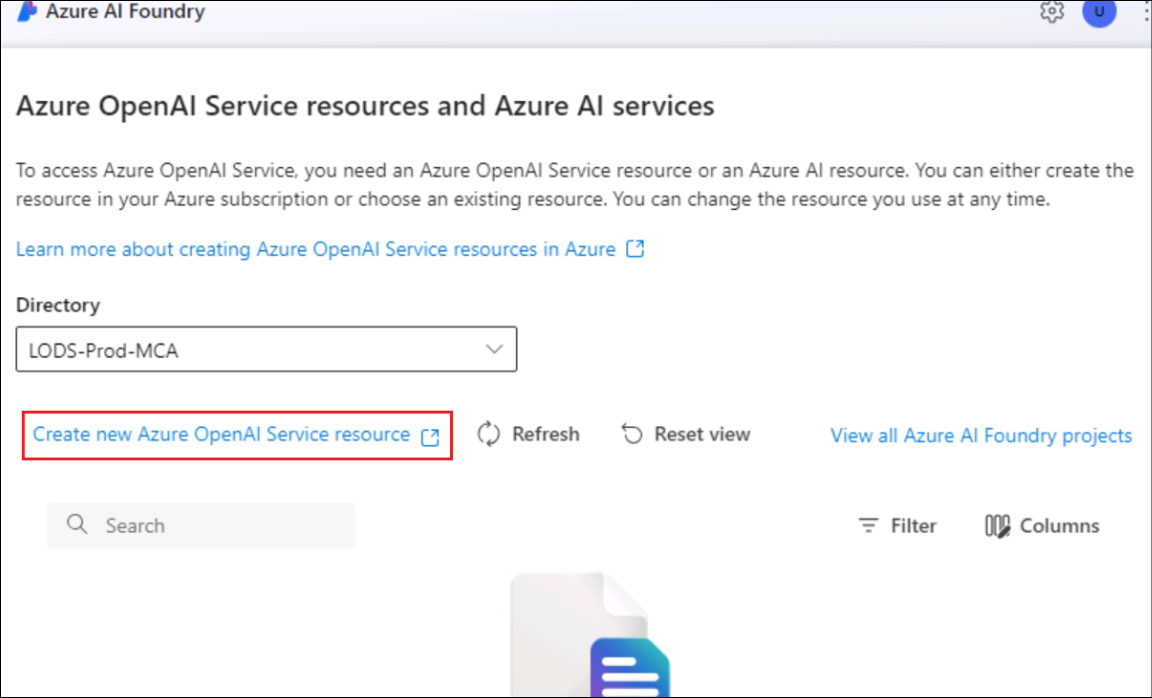 Azure AI Foundry
U
Azure OpenAI Service resources and Azure AI services
To access Azure OpenAI Service, you need an Azure OpenAI Service resource or an Azure AI resource. You can either create the
resource in your Azure subscription or choose an existing resource. You can change the resource you use at any time.
Learn more about creating Azure OpenAI Service resources in Azure
Directory
LODS-Prod-MCA
Create new Azure OpenAI Service resource Refresh Reset view View all Azure AI Foundry projects
Search Filter Columns